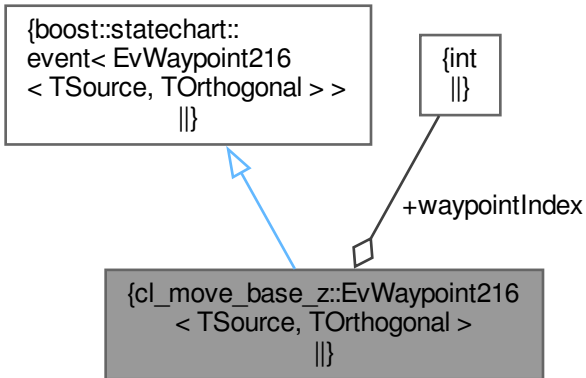 {boost::statechart::
event< EvWaypoint216
< TSource, TOrthogonal > >
||}
{int
||}
+waypointIndex
{cl_move_base_z::EvWaypoint216
< TSource, TOrthogonal >
||}